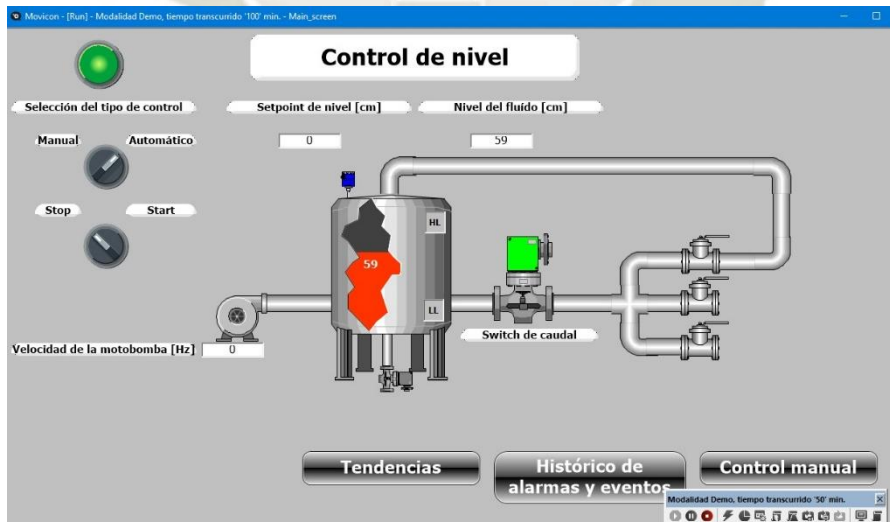 Movicon - [Run] - Modalidad Demo, tiempo transcurrido '100' min. - Main_screen
Control de nivel
Selección del tipo de control
Setpoint de nivel [cm]
Nivel del fluído [cm]
Manual
Automático
0
59
Stop
Start
HL
59
LL
Switch de caudal
Velocidad de la motobomba [Hz]
0
Tendencias
Histórico de
alarmas y eventos
Control manual
Modalidad Demo, tiempo transcurrido '50' min.